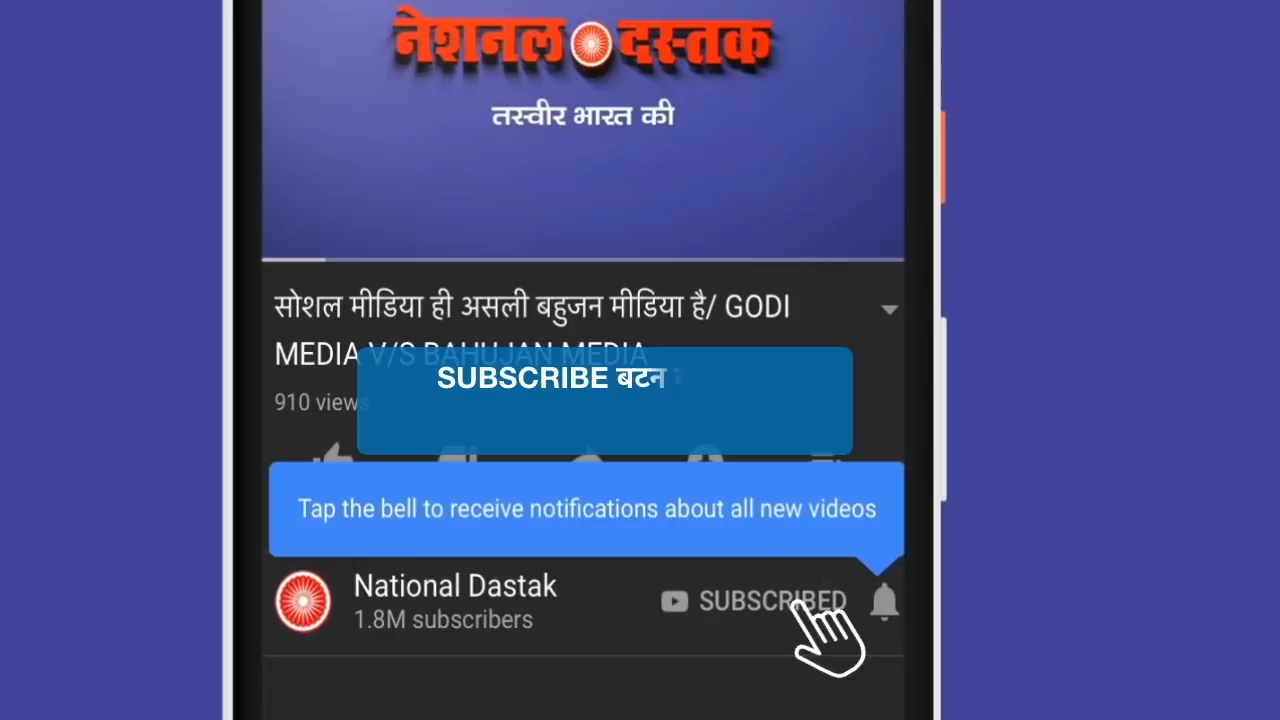 नेशनल दस्तक
तस्वीर भारत की
सोशल मीडिया ही असली बहुजन मीडिया है/ GODI
MEDIA V/S BAHUJAN MEDIA
910 views
SUBSCRIBE बटन
Tap the bell to receive notifications about all new videos
National Dastak
1.8M subscribers
SUBSCRIBED